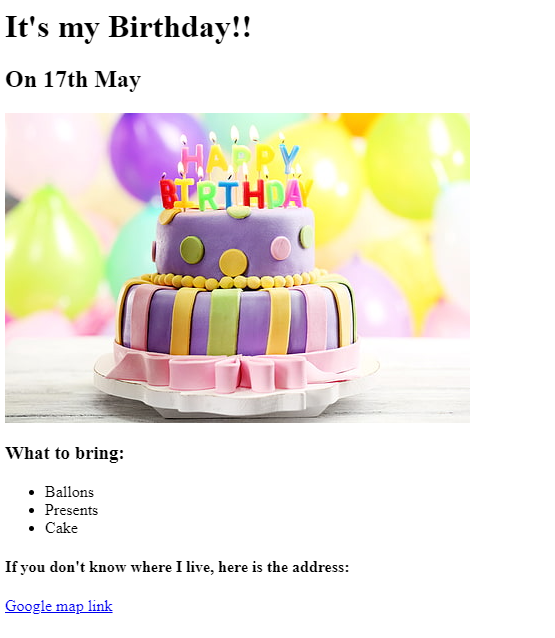 It's my Birthday!!
On 17th May
HAPPY
BIRTHDAY
What to bring:
Ballons
Presents
Cake
If you don't know where I live, here is the address:
Google map link